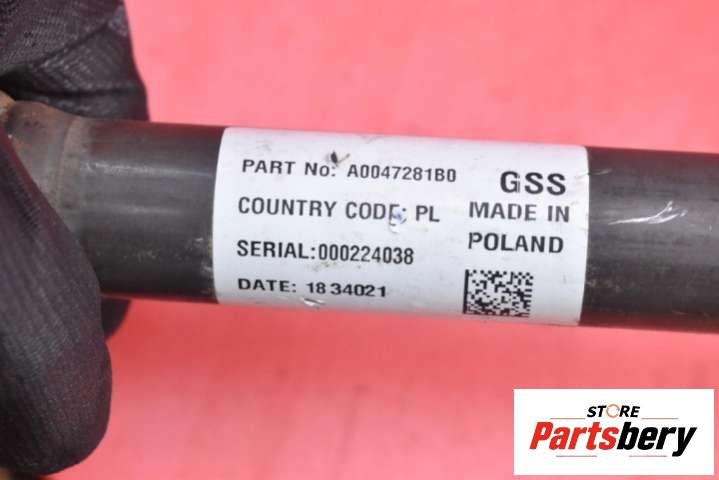 PART No: A0047281B0
GSS
COUNTRY CODE: PL
MADE IN
POLAND
SERIAL:000224038
DATE: 18 34021
STORE
Partsbery